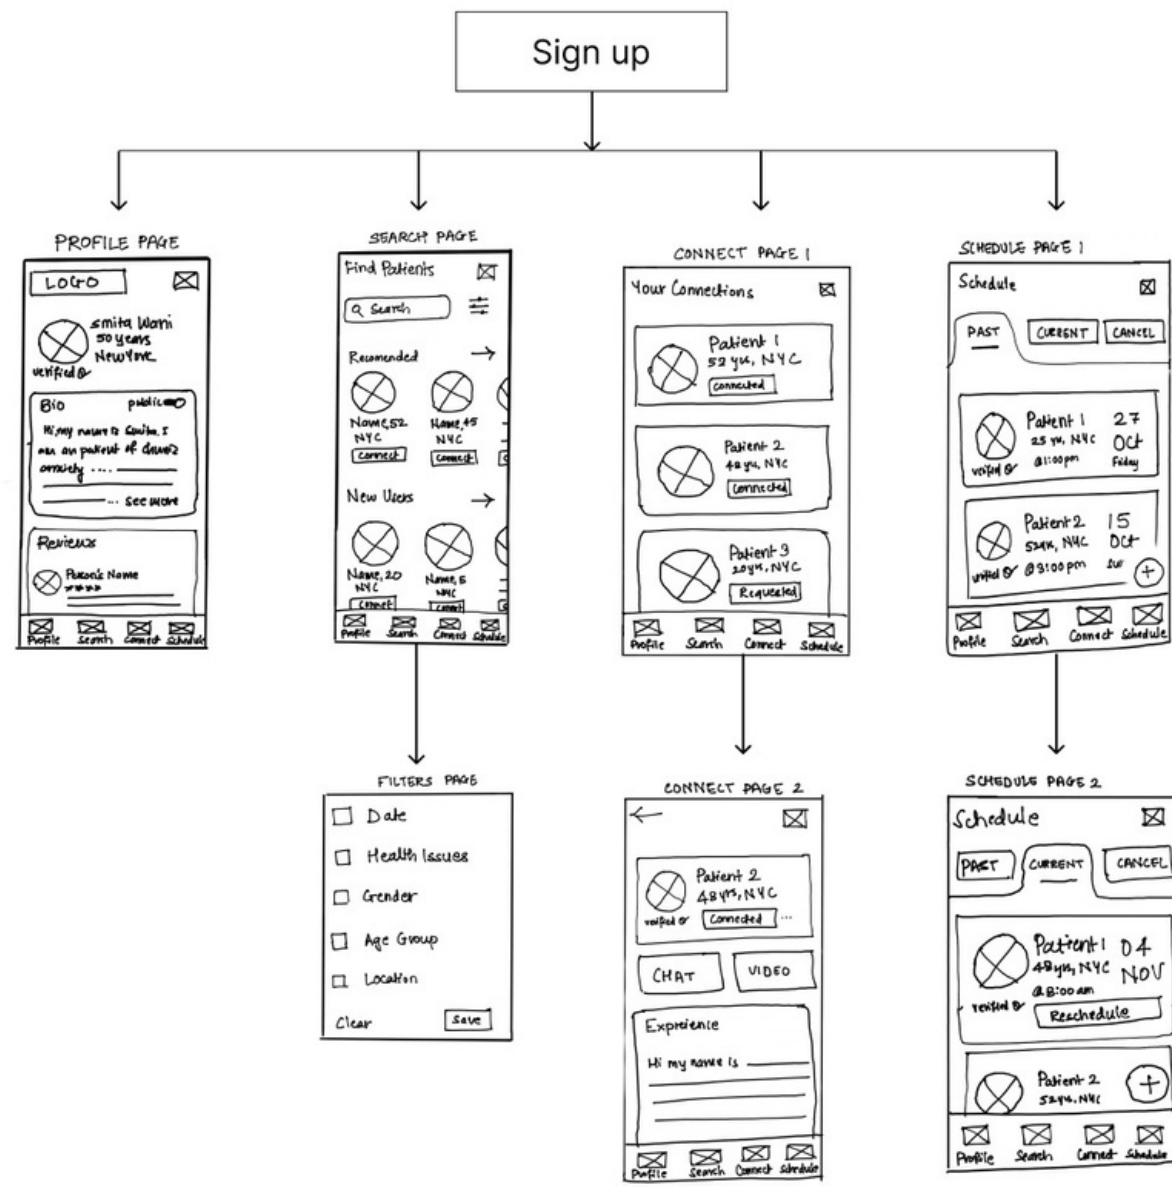 Sign up
PROFILE PAGE
LOGO
Smita Wani
50 years
New York
verified
Bio public
Hi, my name is Smita. I
am an patient of
anxiety ....
... see more
Reviews
Person's Name
****
Profile Search Connect Schedule
SEARCH PAGE
Find Patients
Search
Recomended
Name, 52 Name, 45
NYC NYC
connect connect
New Users
Name, 20 Name, 5
NYC NYC
connect connect
Profile Search Connect Schedule
CONNECT PAGE 1
Your Connections
Patient 1
52 yrs, NYC
connected
Patient 2
48 yrs, NYC
Connected
Patient 3
20 yrs, NYC
Requested
Profile Search Connect Schedule
SCHEDULE PAGE 1
Schedule
PAST CURRENT CANCEL
Patient 1 27
25 yrs, NYC Oct
verified @1:00pm Friday
Patient 2 15
52 yrs, NYC Oct
verified @3:00pm Sun
+
Profile Search Connect Schedule
FILTERS PAGE
Date
Health Issues
Gender
Age Group
Location
Clear Save
CONNECT PAGE 2
Patient 2
48 yrs, NYC
verified Connected ...
CHAT VIDEO
Expreience
Hi my name is
Profile Search Connect Schedule
SCHEDULE PAGE 2
Schedule
PAST CURRENT CANCEL
Patient 1 04
48 yrs, NYC NOV
@ 8:00 am
verified Reschedule
Patient 2 +
52 yrs, NYC
Profile Search Connect Schedule